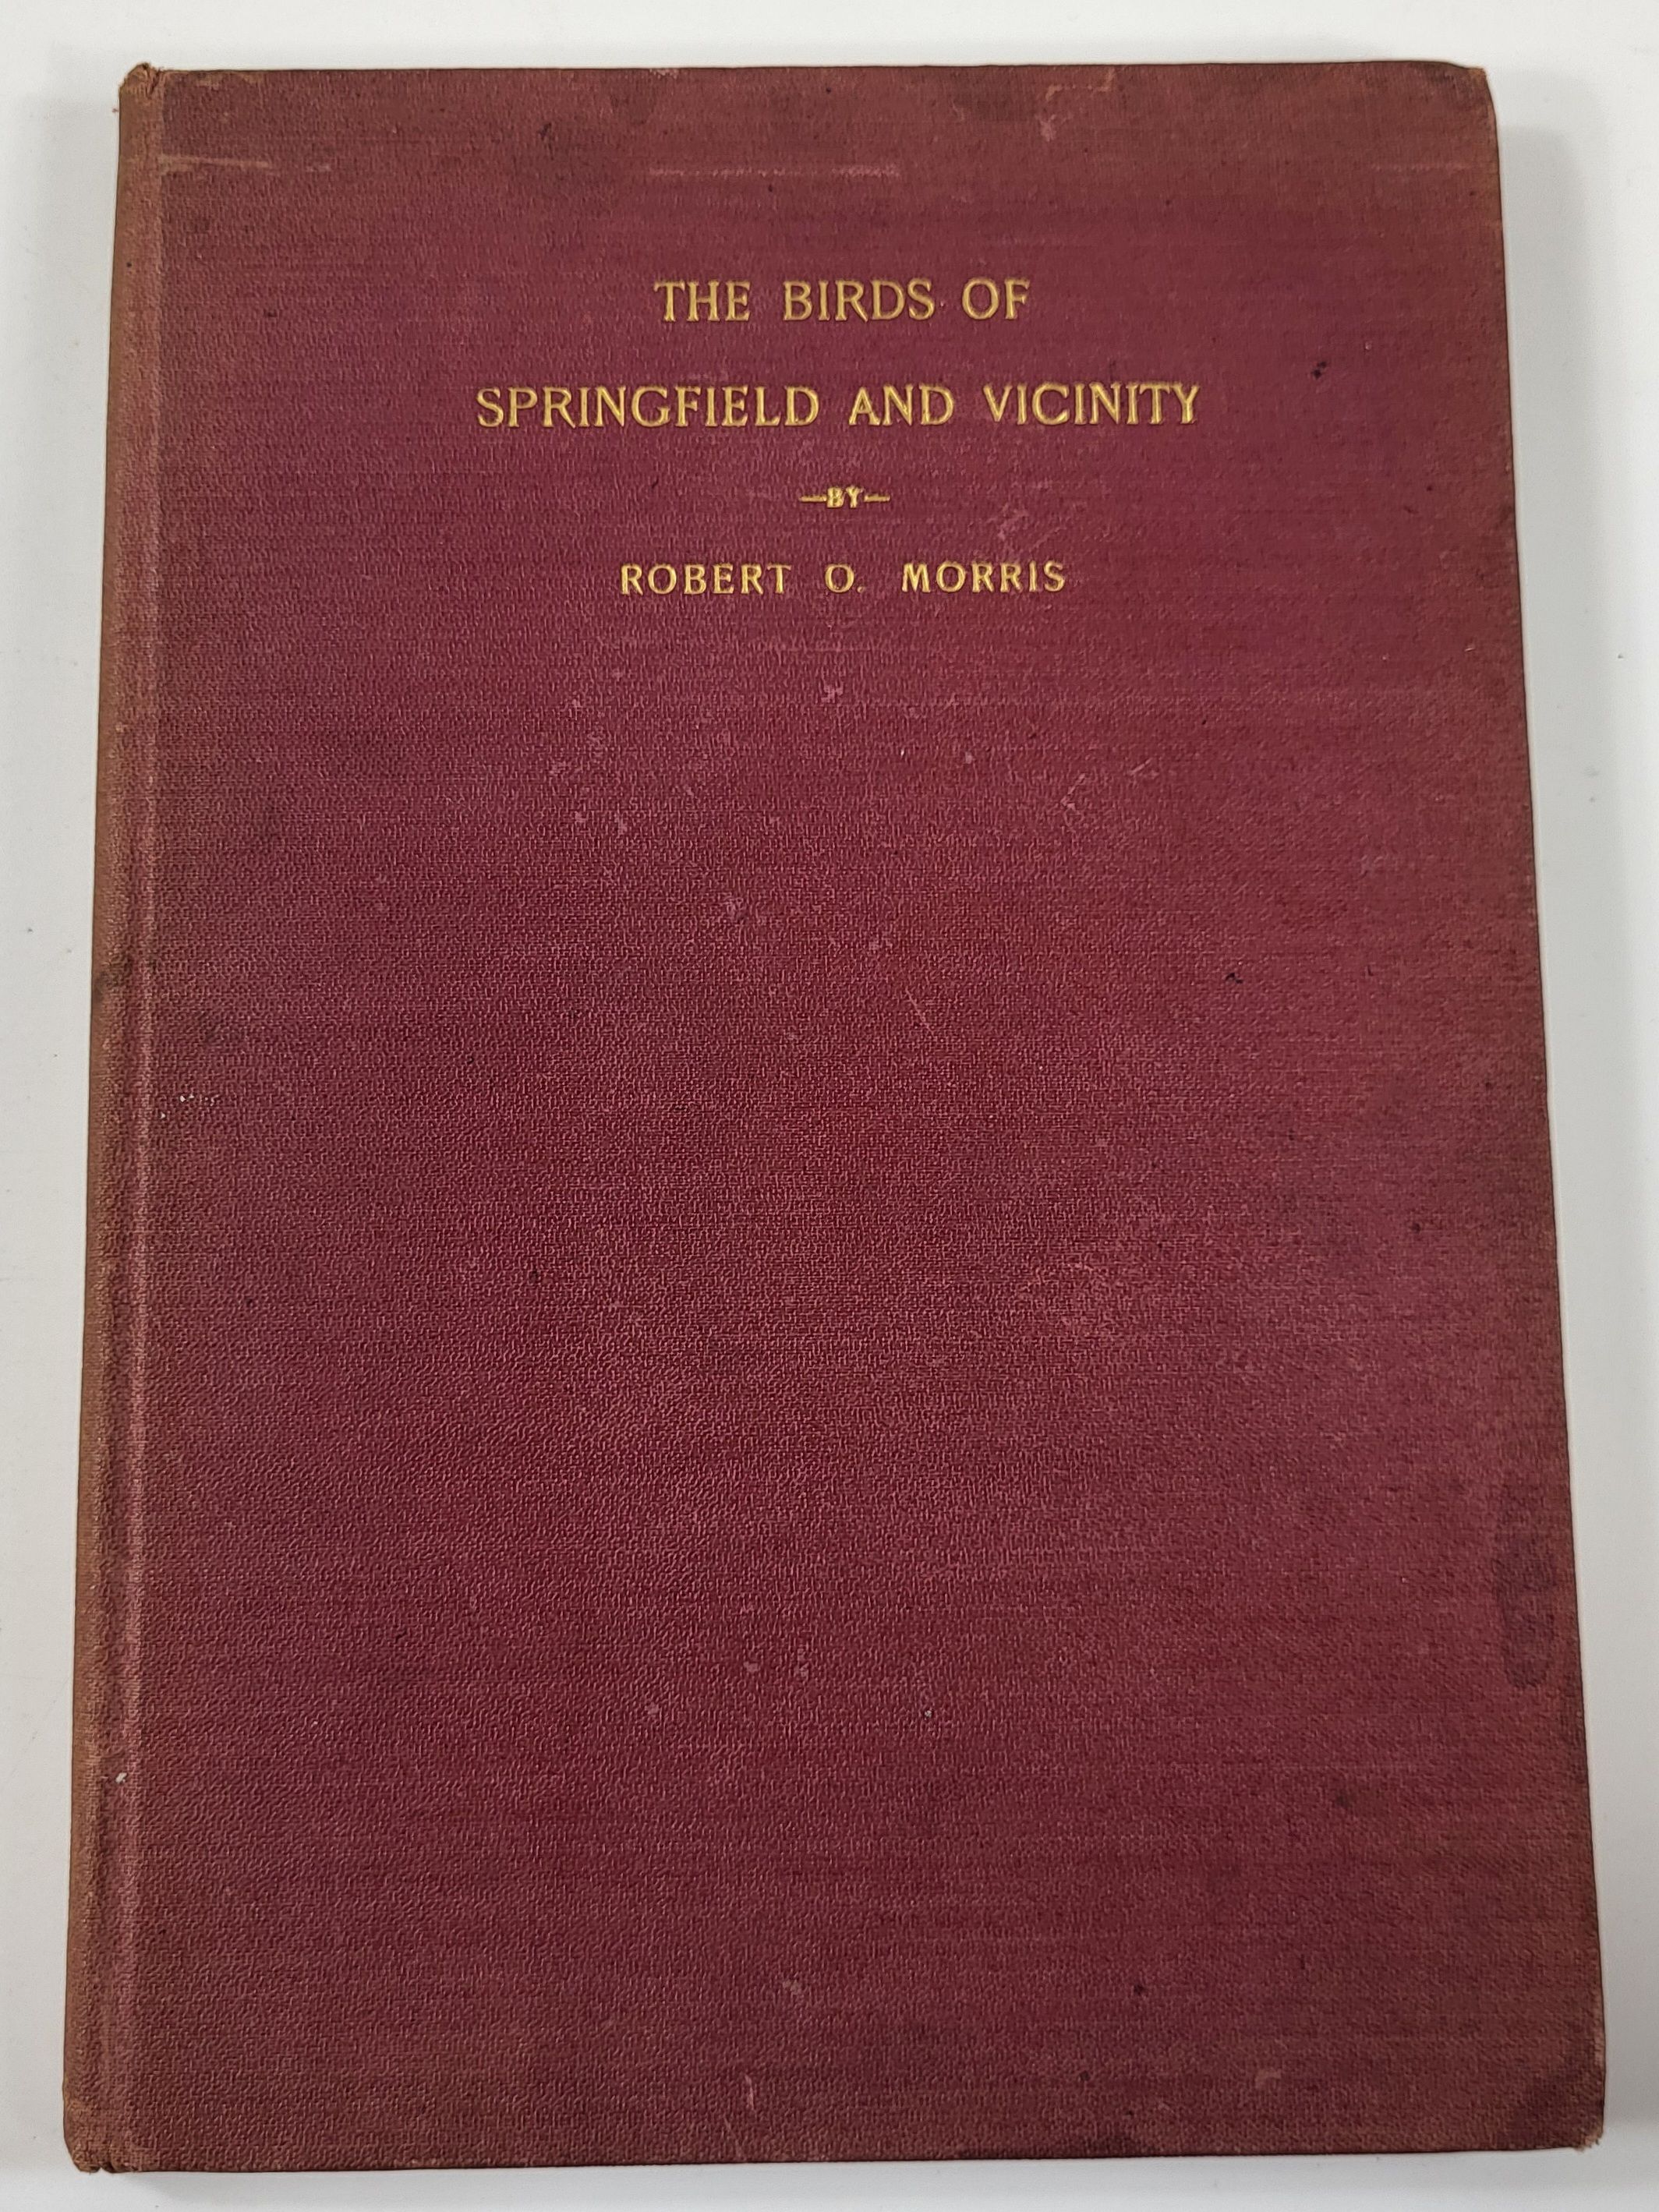 THE BIRDS OF
SPRINGFIELD AND VICINITY
—BY—
ROBERT O. MORRIS